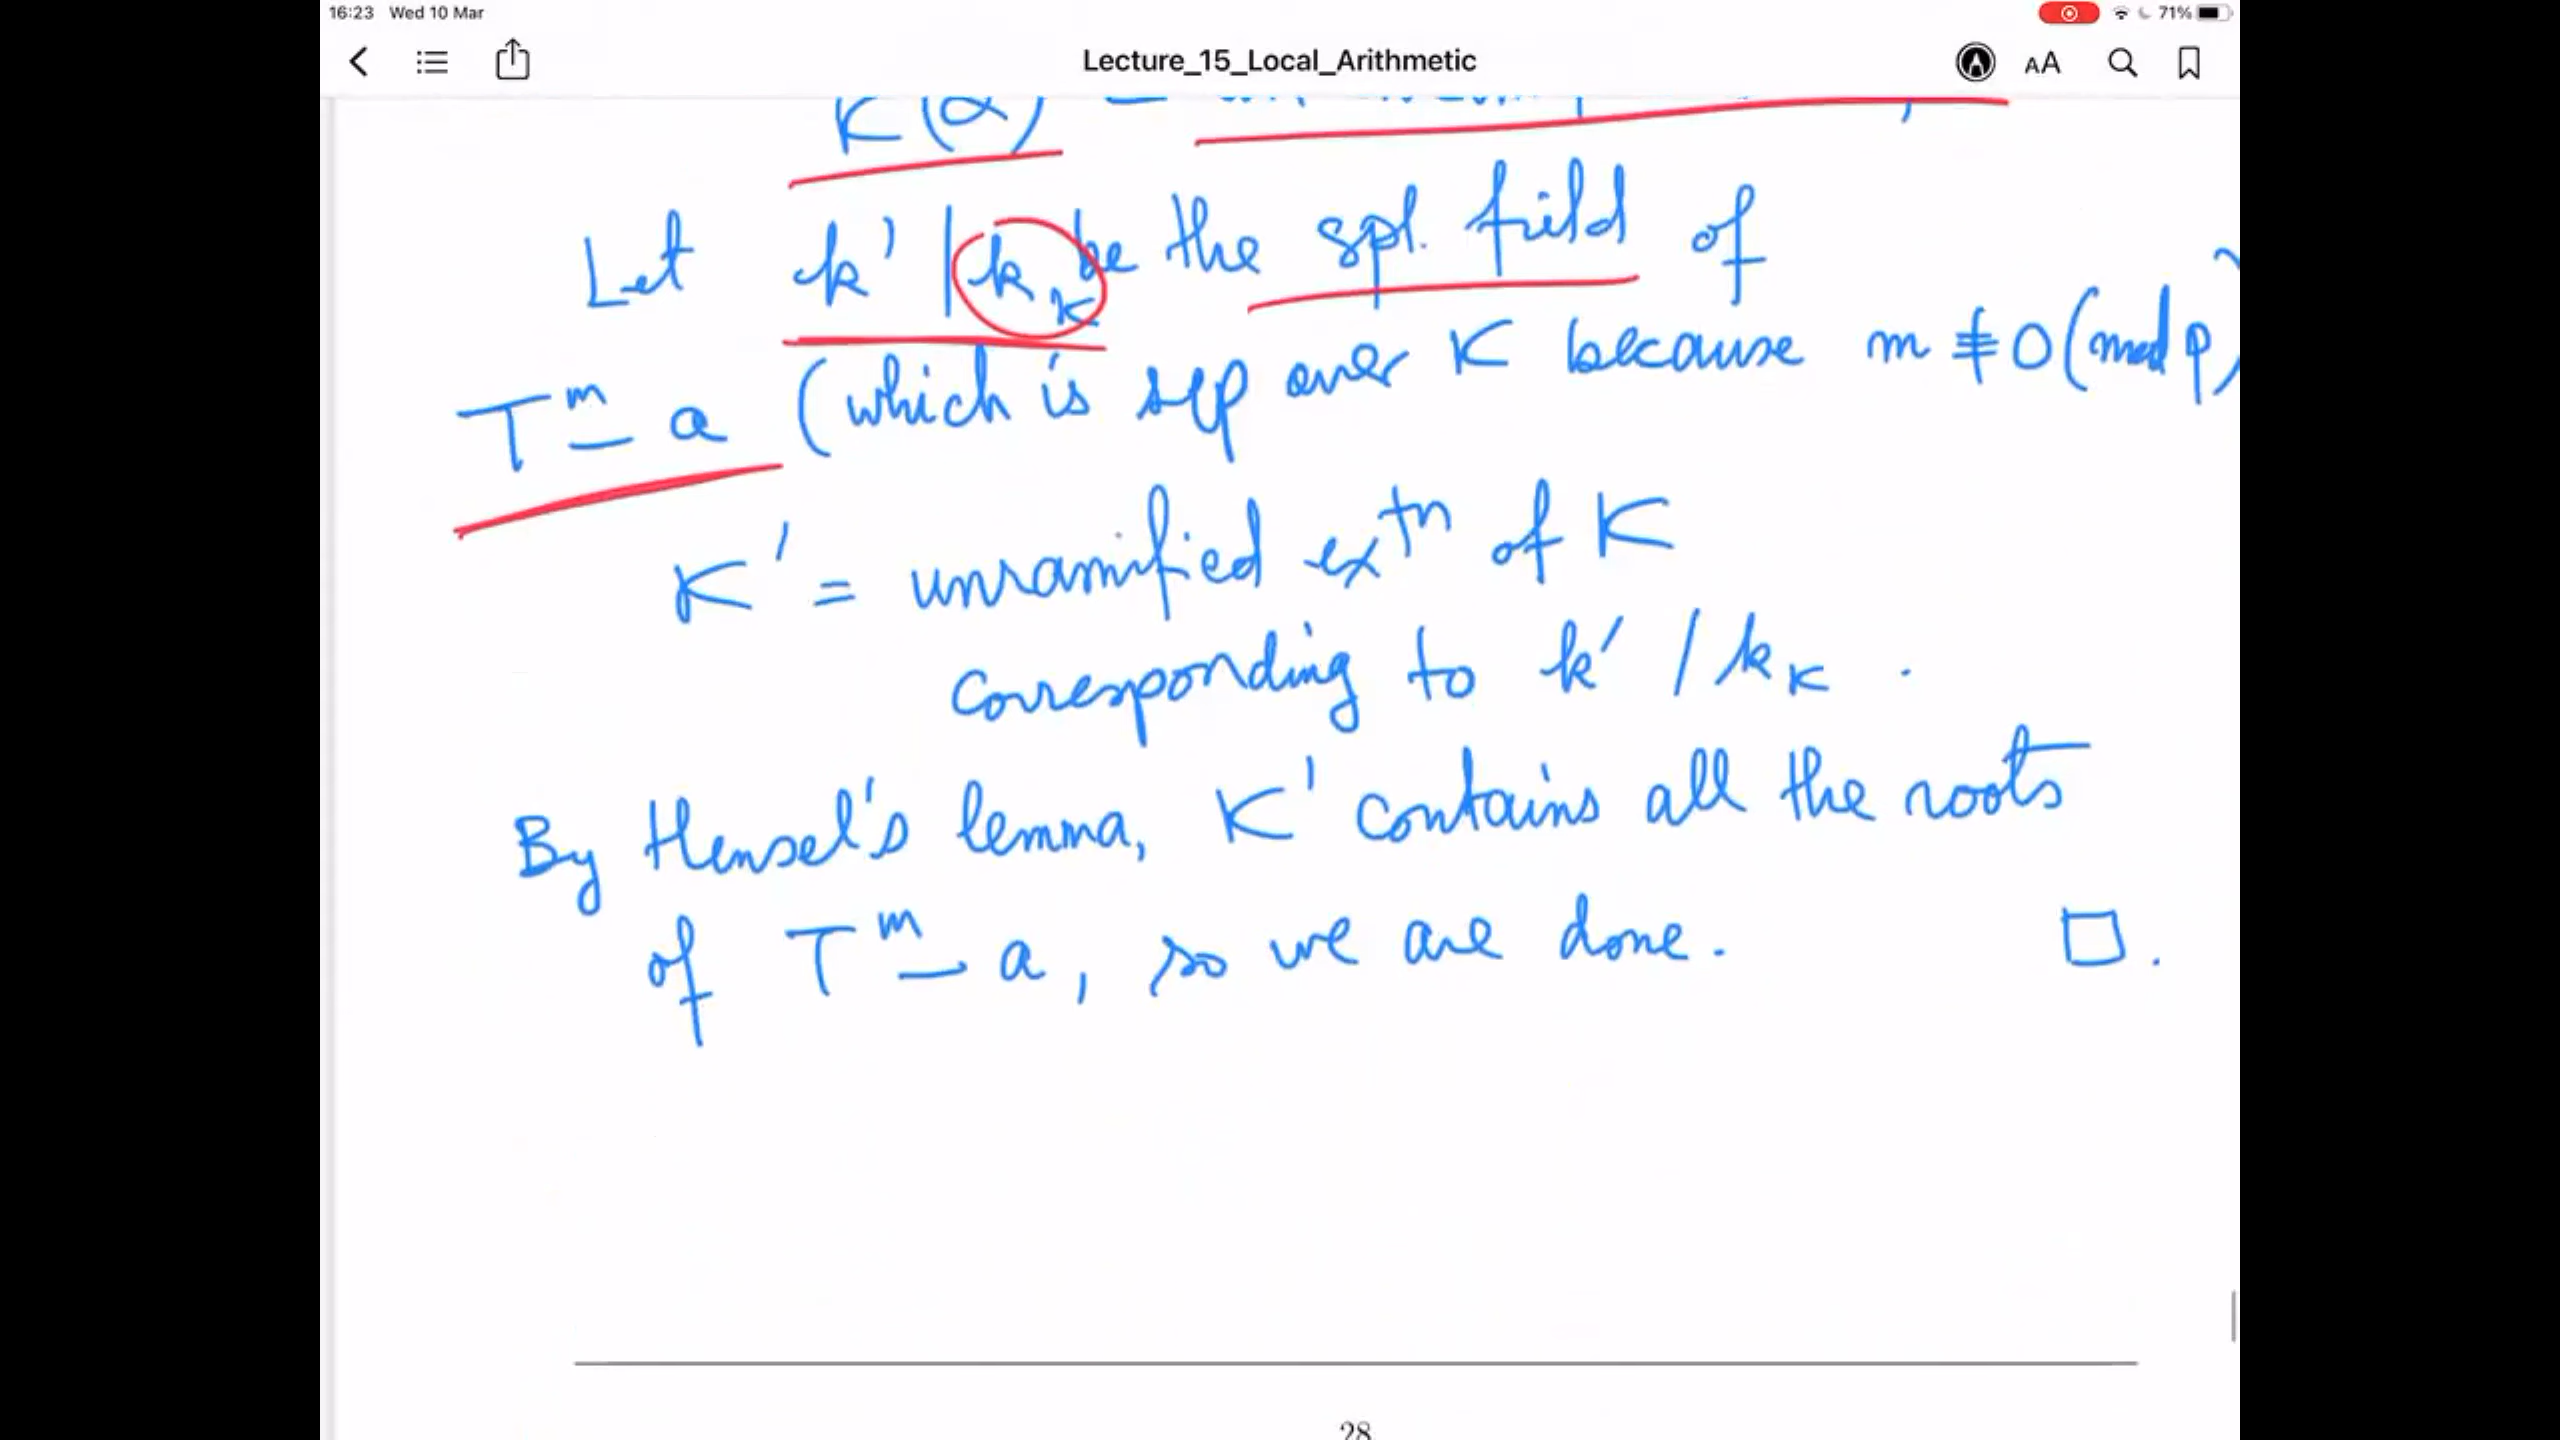 16:23 Wed 10 Mar 71%
Lecture_15_Local_Arithmetic
K(α)
Let k' | k_K be the spl. field of
T^m - a (which is sep over K because m ≢ 0 (mod p)
K' = unramified ex^tn of K
corresponding to k' / k_K .
By Hensel's lemma, K' contains all the roots
of T^m - a, so we are done. □.
28